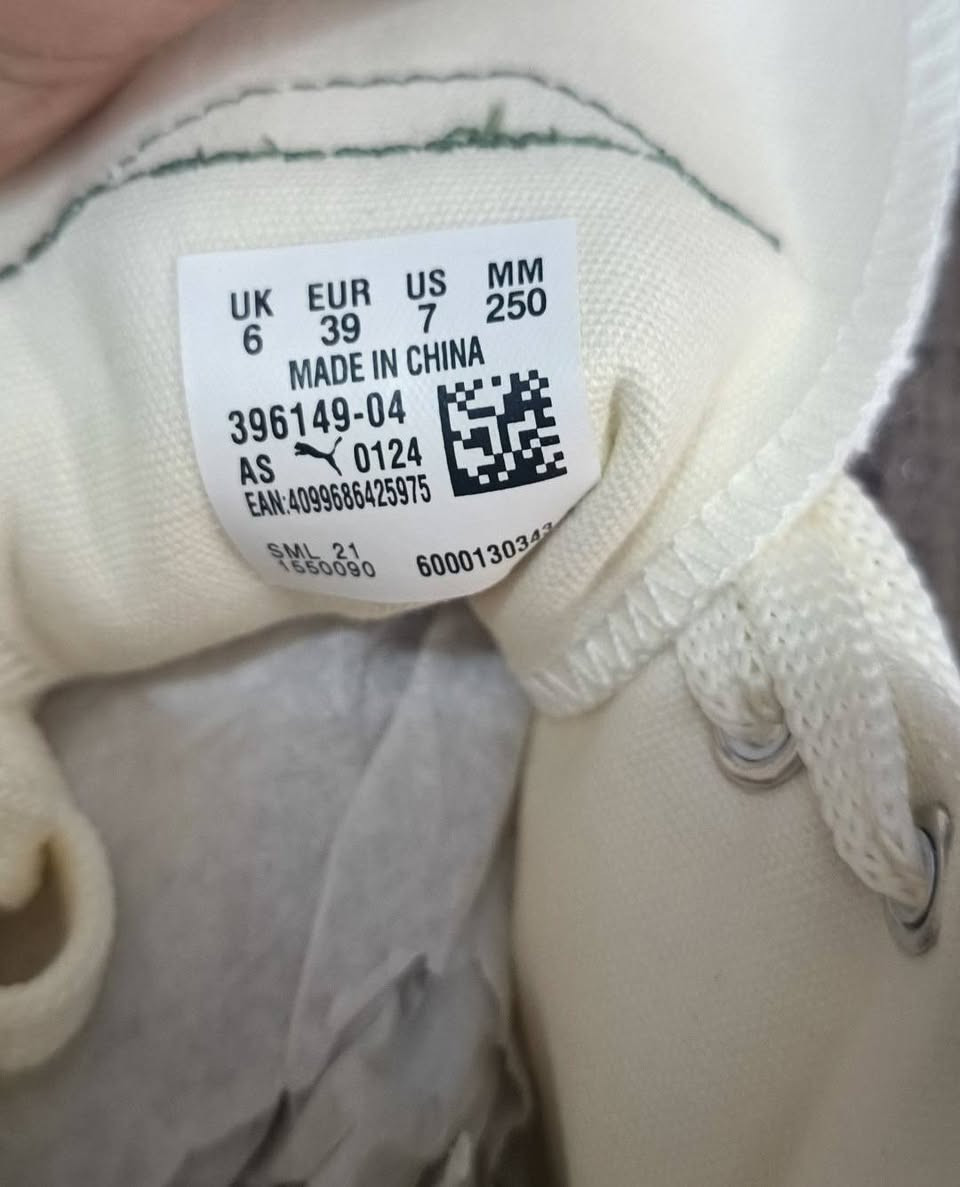 UK EUR US MM
6 39 7 250
MADE IN CHINA
396149-04
AS 0124
EAN:4099686425975
SML 21
1550090
6000130343